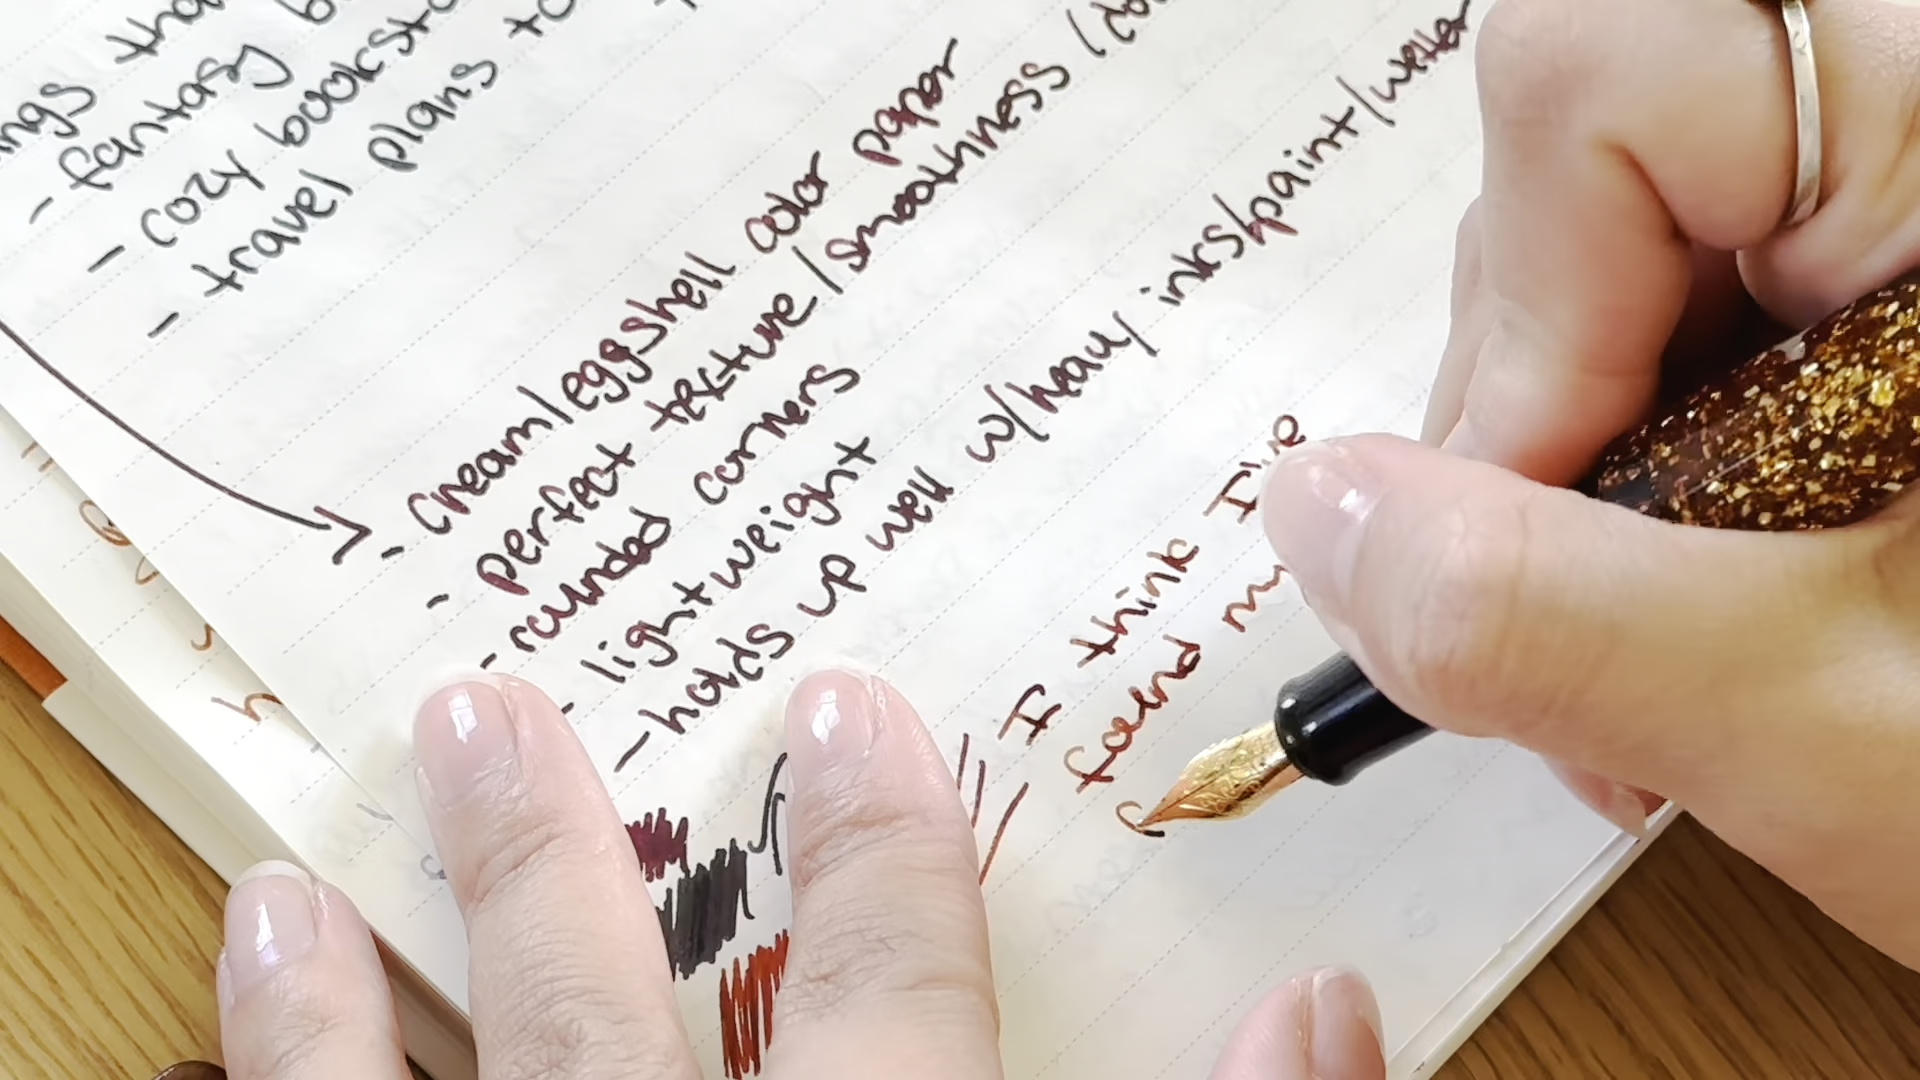 - fantasy
- cozy
- travel plans
- cream/eggshell color paper
- perfect texture/smoothness
- rounded corners
- lightweight
- holds up well w/heavy inks/paint/wetter
I think I've
found